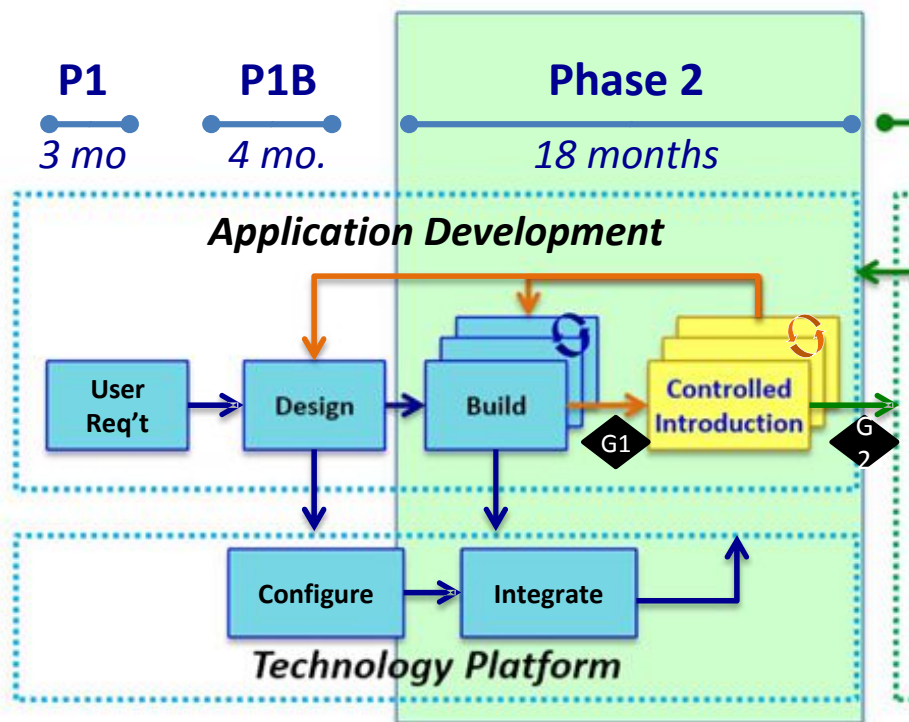 P1
P1B
Phase 2
3 mo
4 mo.
18 months
Application Development
User
Req't
Design
Build
G1
Controlled
Introduction
G
2
Configure
Integrate
Technology Platform